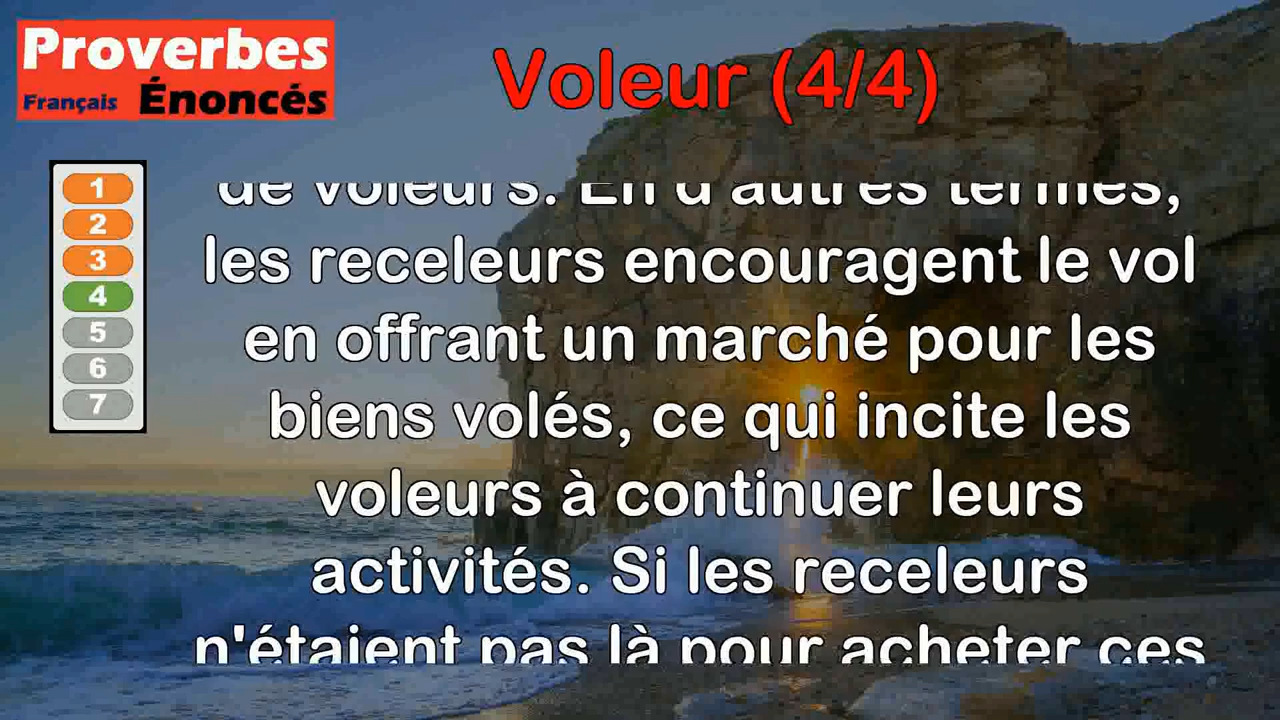 Proverbes
Français Énoncés
Voleur (4/4)
1
2
3
4
5
6
7
de voleurs. En d'autres termes,
les receleurs encouragent le vol
en offrant un marché pour les
biens volés, ce qui incite les
voleurs à continuer leurs
activités. Si les receleurs
n'étaient pas là pour acheter ces